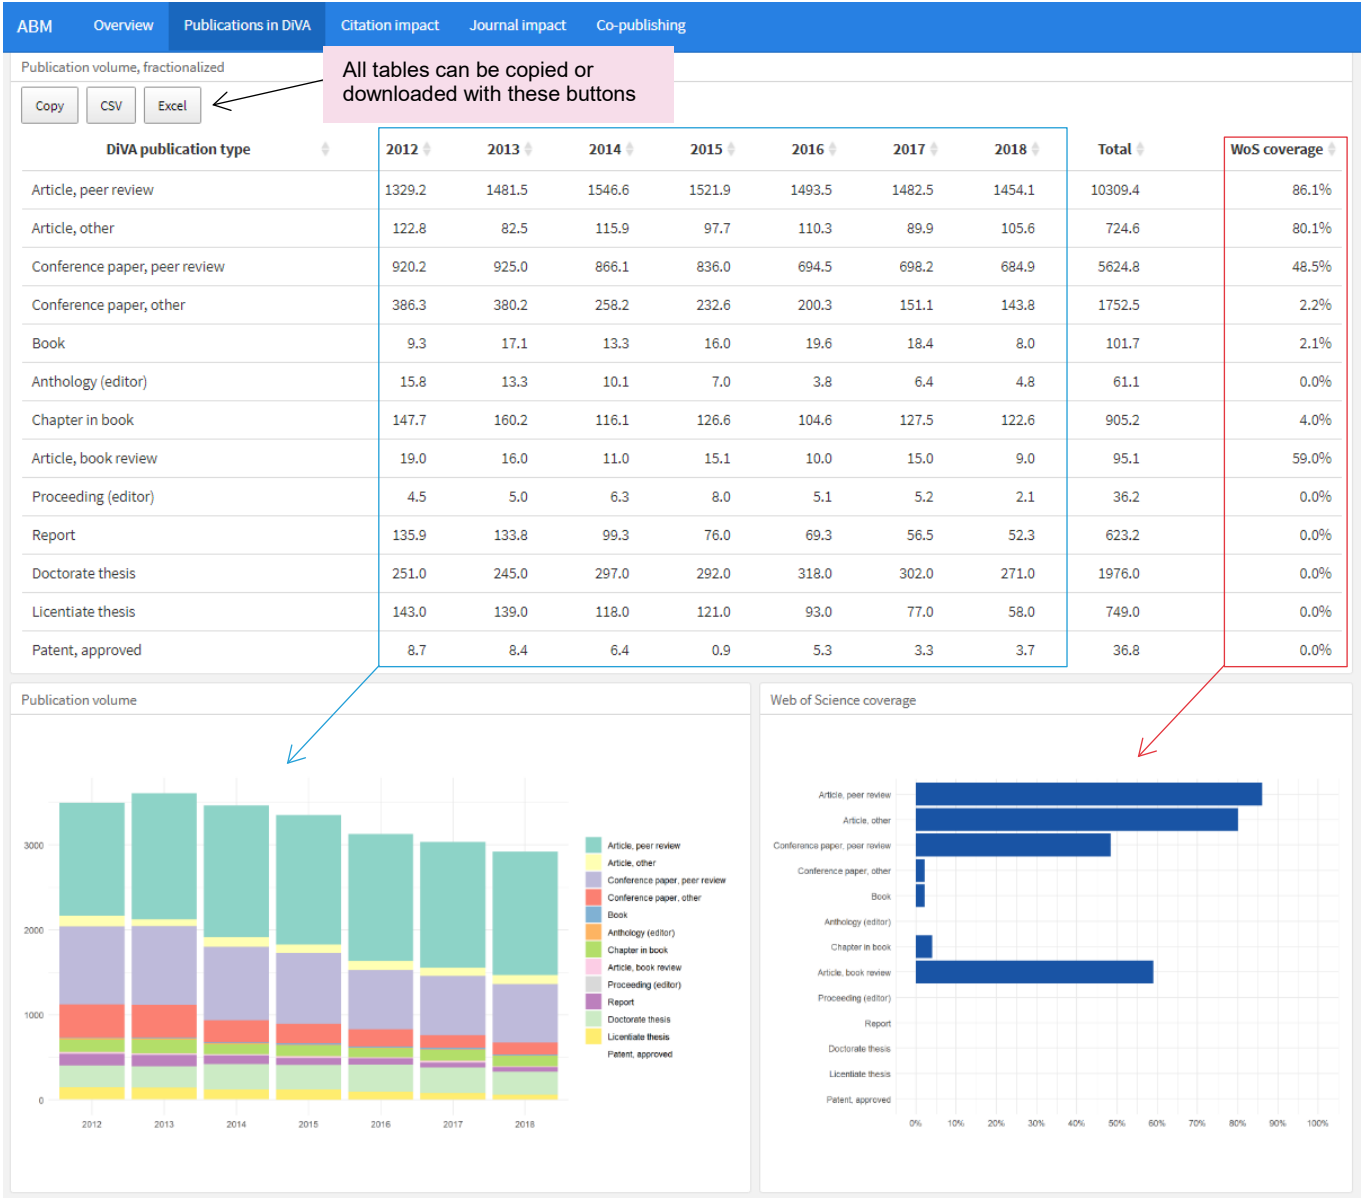 ABM Overview Publications in DiVA Citation impact Journal impact Co-publishing
Publication volume, fractionalized
All tables can be copied or
downloaded with these buttons
Copy CSV Excel
DiVA publication type 2012 2013 2014 2015 2016 2017 2018 Total WoS coverage
Article, peer review 1329.2 1481.5 1546.6 1521.9 1493.5 1482.5 1454.1 10309.4 86.1%
Article, other 122.8 82.5 115.9 97.7 110.3 89.9 105.6 724.6 80.1%
Conference paper, peer review 920.2 925.0 866.1 836.0 694.5 698.2 684.9 5624.8 48.5%
Conference paper, other 386.3 380.2 258.2 232.6 200.3 151.1 143.8 1752.5 2.2%
Book 9.3 17.1 13.3 16.0 19.6 18.4 8.0 101.7 2.1%
Anthology (editor) 15.8 13.3 10.1 7.0 3.8 6.4 4.8 61.1 0.0%
Chapter in book 147.7 160.2 116.1 126.6 104.6 127.5 122.6 905.2 4.0%
Article, book review 19.0 16.0 11.0 15.1 10.0 15.0 9.0 95.1 59.0%
Proceeding (editor) 4.5 5.0 6.3 8.0 5.1 5.2 2.1 36.2 0.0%
Report 135.9 133.8 99.3 76.0 69.3 56.5 52.3 623.2 0.0%
Doctorate thesis 251.0 245.0 297.0 292.0 318.0 302.0 271.0 1976.0 0.0%
Licentiate thesis 143.0 139.0 118.0 121.0 93.0 77.0 58.0 749.0 0.0%
Patent, approved 8.7 8.4 6.4 0.9 5.3 3.3 3.7 36.8 0.0%
Publication volume
3000
2000
1000
0
2012 2013 2014 2015 2016 2017 2018
Article, peer review
Article, other
Conference paper, peer review
Conference paper, other
Book
Anthology (editor)
Chapter in book
Article, book review
Proceeding (editor)
Report
Doctorate thesis
Licentiate thesis
Patent, approved
Web of Science coverage
Article, peer review
Article, other
Conference paper, peer review
Conference paper, other
Book
Anthology (editor)
Chapter in book
Article, book review
Proceeding (editor)
Report
Doctorate thesis
Licentiate thesis
Patent, approved
0% 10% 20% 30% 40% 50% 60% 70% 80% 90% 100%